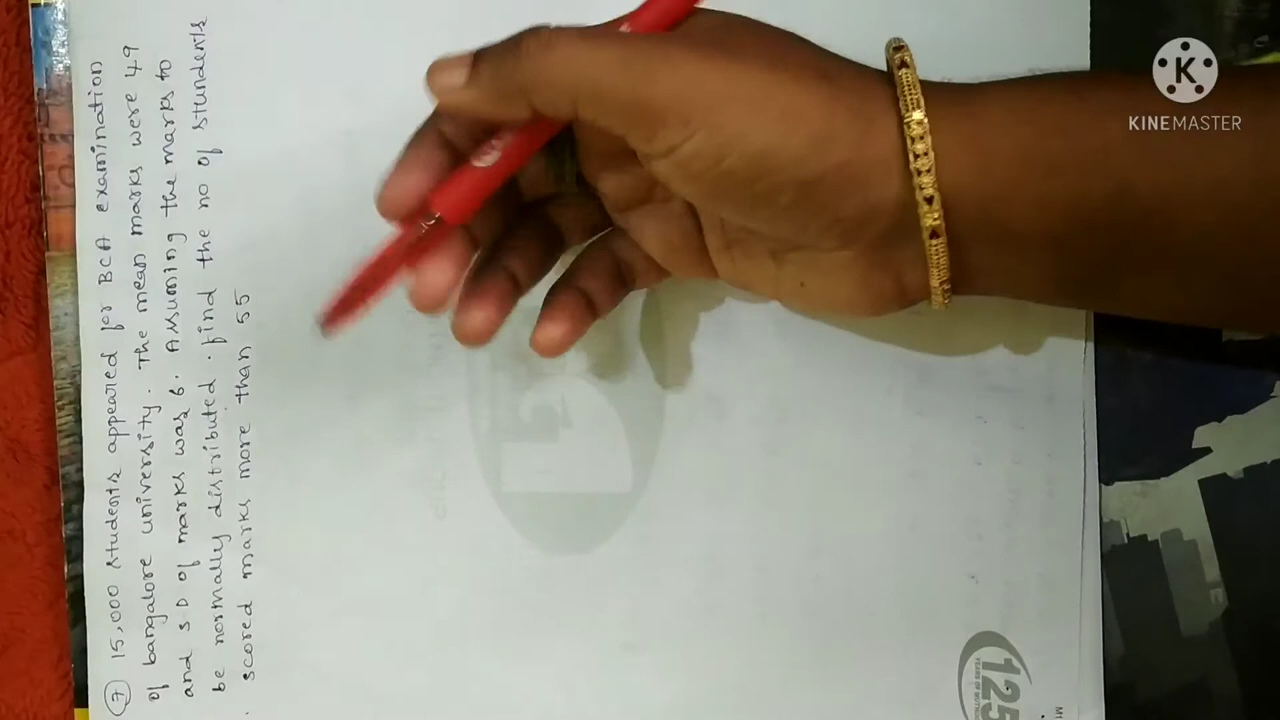 7 15,000 students appeared for BCA examination
of bangalore university. The mean marks were 49
and S.D of marks was 6. Assuming the marks to
be normally distributed. find the no of stundents
scored marks more than 55
K
KINEMASTER
125